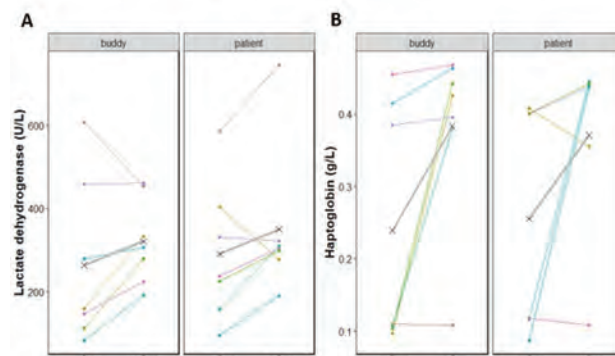 A
B
buddy
patient
buddy
patient
Lactate dehydrogenase (U/L)
600
400
200
Haptoglobin (g/L)
0.4
0.3
0.2
0.1